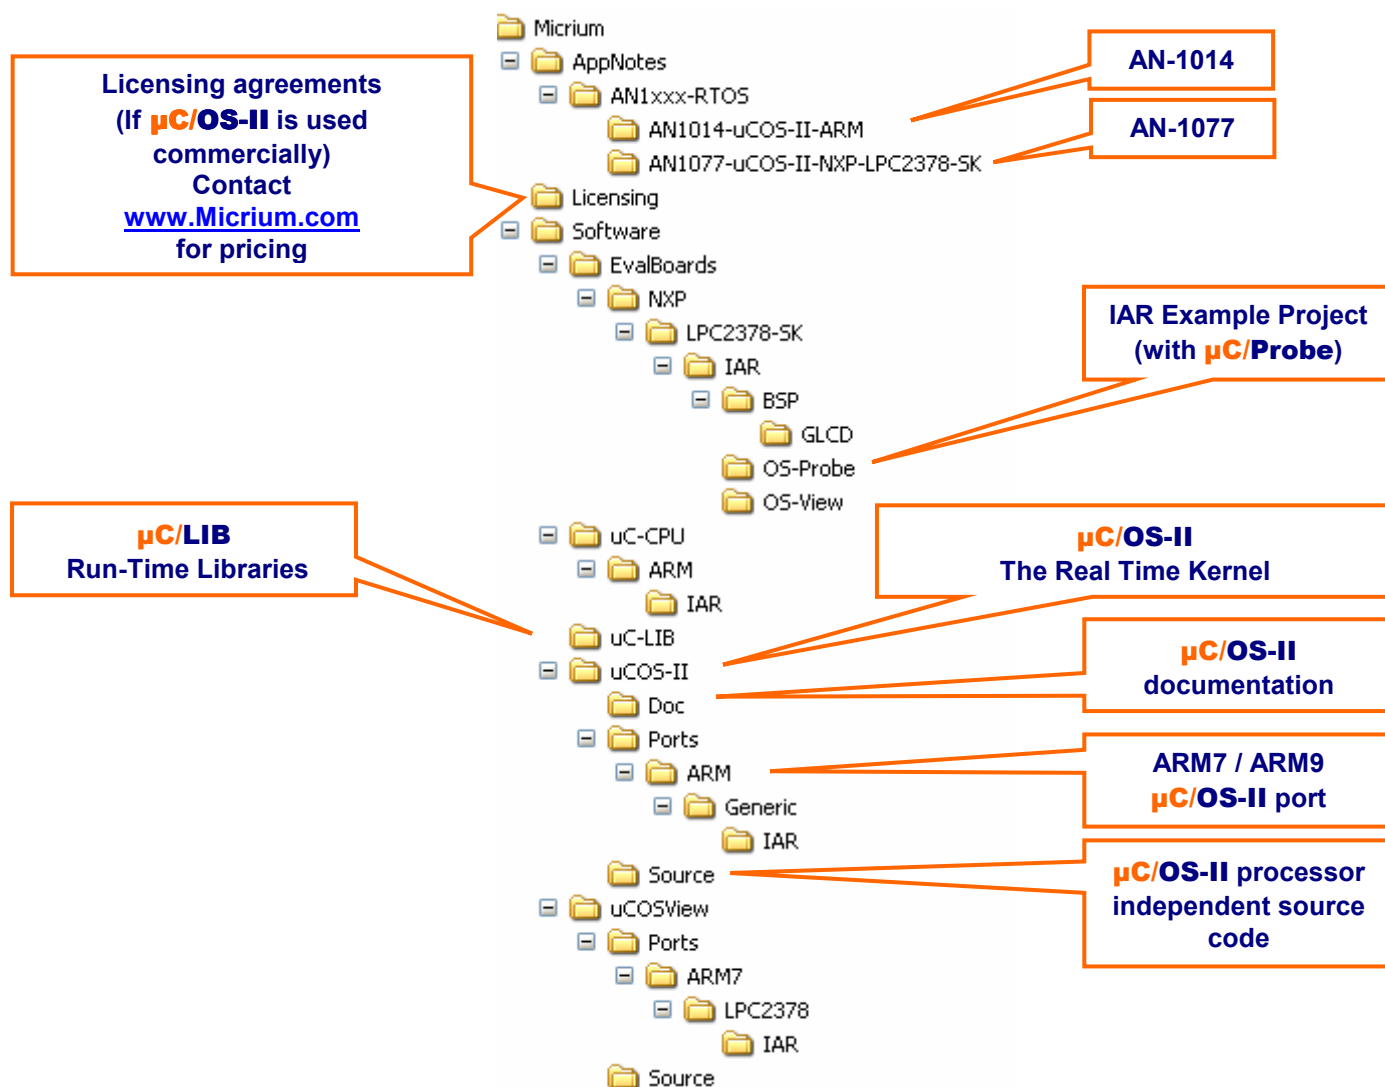 Micrium
AppNotes
AN1xxx-RTOS
AN1014-uCOS-II-ARM
AN1077-uCOS-II-NXP-LPC2378-SK
Licensing
Software
EvalBoards
NXP
LPC2378-SK
IAR
BSP
GLCD
OS-Probe
OS-View
uC-CPU
ARM
IAR
uC-LIB
uCOS-II
Doc
Ports
ARM
Generic
IAR
Source
uCOSView
Ports
ARM7
LPC2378
IAR
Source
Licensing agreements
(If µC/OS-II is used
commercially)
Contact
www.Micrium.com
for pricing
µC/LIB
Run-Time Libraries
AN-1014
AN-1077
IAR Example Project
(with µC/Probe)
µC/OS-II
The Real Time Kernel
µC/OS-II
documentation
ARM7 / ARM9
µC/OS-II port
µC/OS-II processor
independent source
code